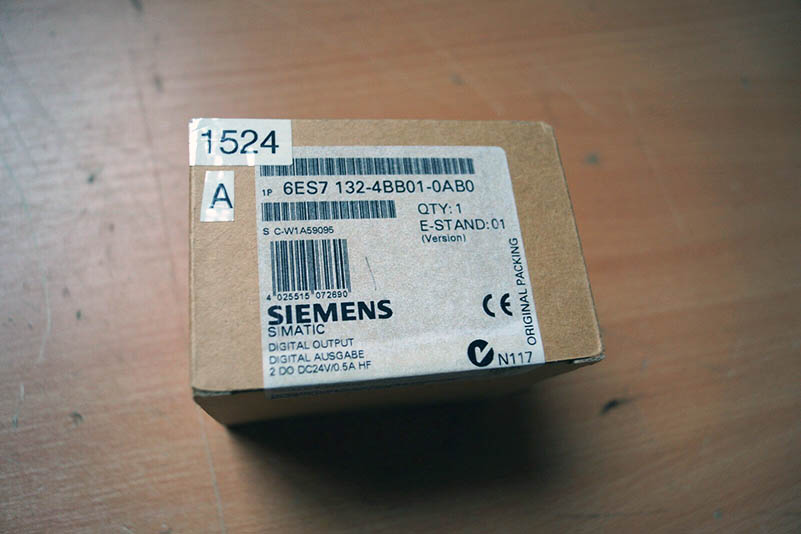 1524
A
1P 6ES7 132-4BB01-0AB0
QTY: 1
S C-W1A59095
E-STAND: 01
(Version)
4 025515 072690
SIEMENS
SIMATIC
DIGITAL OUTPUT
DIGITAL AUSGABE
2 DO DC24V/0.5A HF
CE
N117
ORIGINAL PACKING